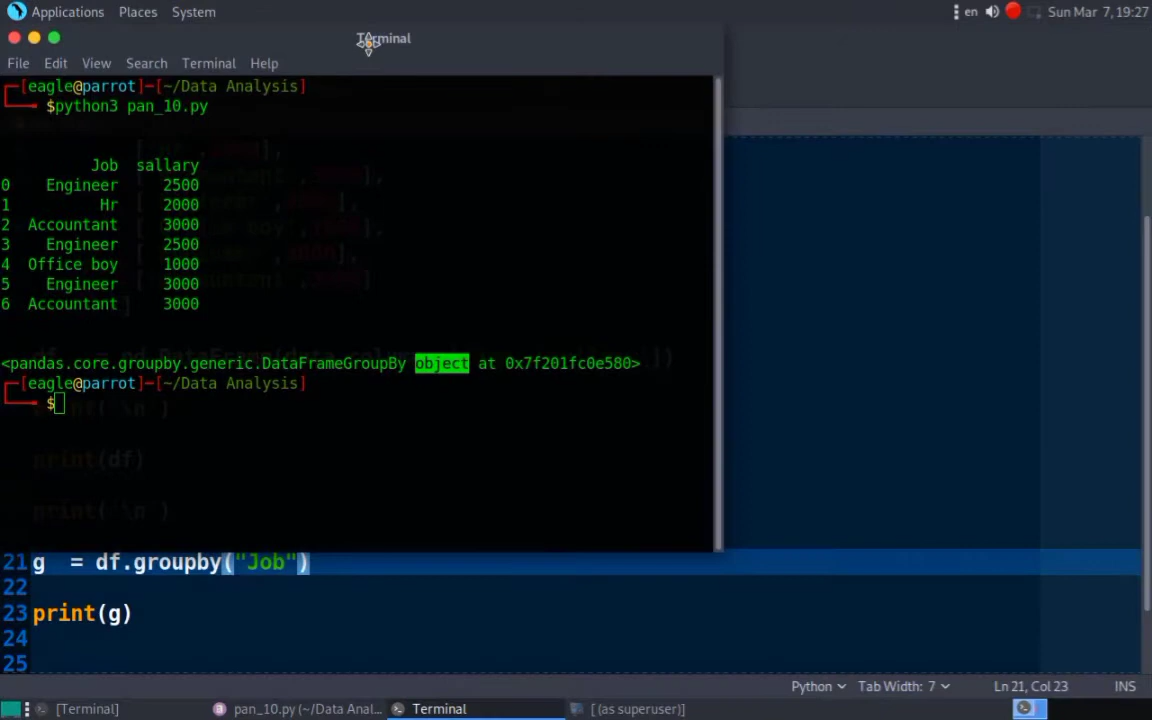 Applications Places System en Sun Mar 7, 19:27
Terminal
File Edit View Search Terminal Help
┌─[eagle@parrot]─[~/Data Analysis]
└──╼ $python3 pan_10.py
Job sallary
0 Engineer 2500
1 Hr 2000
2 Accountant 3000
3 Engineer 2500
4 Office boy 1000
5 Engineer 3000
6 Accountant 3000
<pandas.core.groupby.generic.DataFrameGroupBy object at 0x7f201fc0e580>
┌─[eagle@parrot]─[~/Data Analysis]
└──╼ $
print(df)
21 g = df.groupby("Job")
22
23 print(g)
24
25
Python Tab Width: 7 Ln 21, Col 23 INS
[Terminal] pan_10.py (~/Data Anal... Terminal [ (as superuser)]